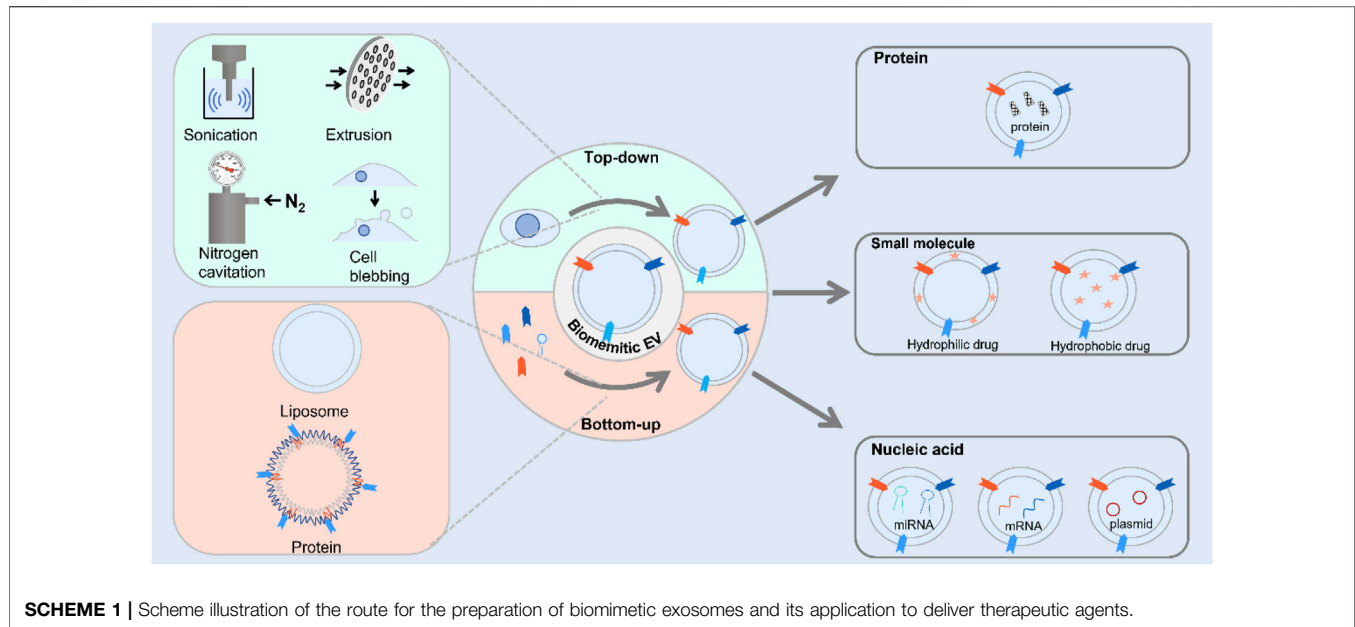 Sonication
Extrusion
N2
Nitrogen
cavitation
Cell
blebbing
Liposome
Protein
Top-down
Biomemitic EV
Bottom-up
Protein
protein
Small molecule
Hydrophilic drug
Hydrophobic drug
Nucleic acid
miRNA
mRNA
plasmid
SCHEME 1 | Scheme illustration of the route for the preparation of biomimetic exosomes and its application to deliver therapeutic agents.